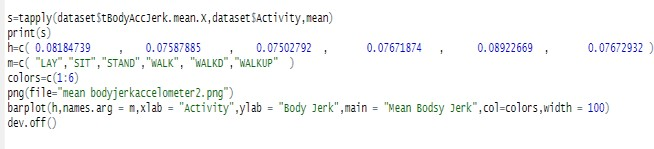 s=tapply(dataset$tBodyAccJerk.mean.X,dataset$Activity,mean)
print(s)
h=c( 0.08184739 , 0.07587885 , 0.07502792 , 0.07671874 , 0.08922669 , 0.07672932 )
m=c( "LAY","SIT","STAND","WALK", "WALKD","WALKUP" )
colors=c(1:6)
png(file="mean bodyjerkaccelometer2.png")
barplot(h,names.arg = m,xlab = "Activity",ylab = "Body Jerk",main = "Mean Bodsy Jerk",col=colors,width = 100)
dev.off()